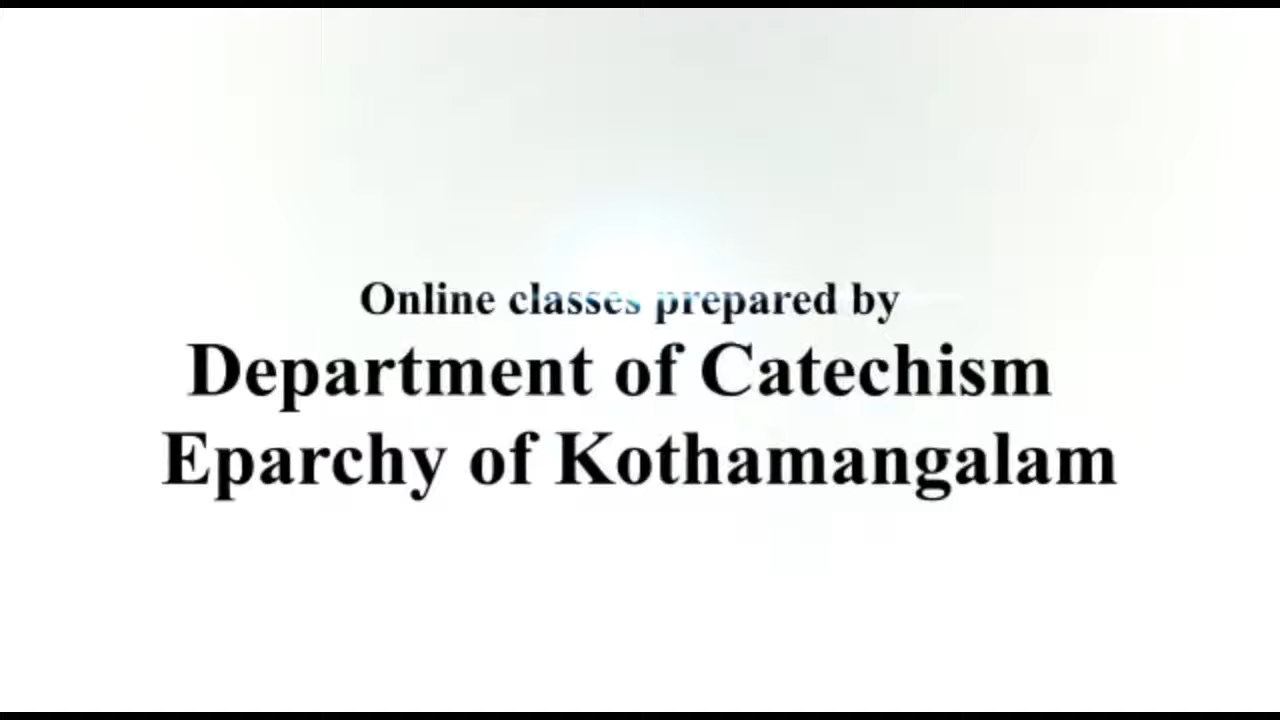 Online classes prepared by
Department of Catechism
Eparchy of Kothamangalam